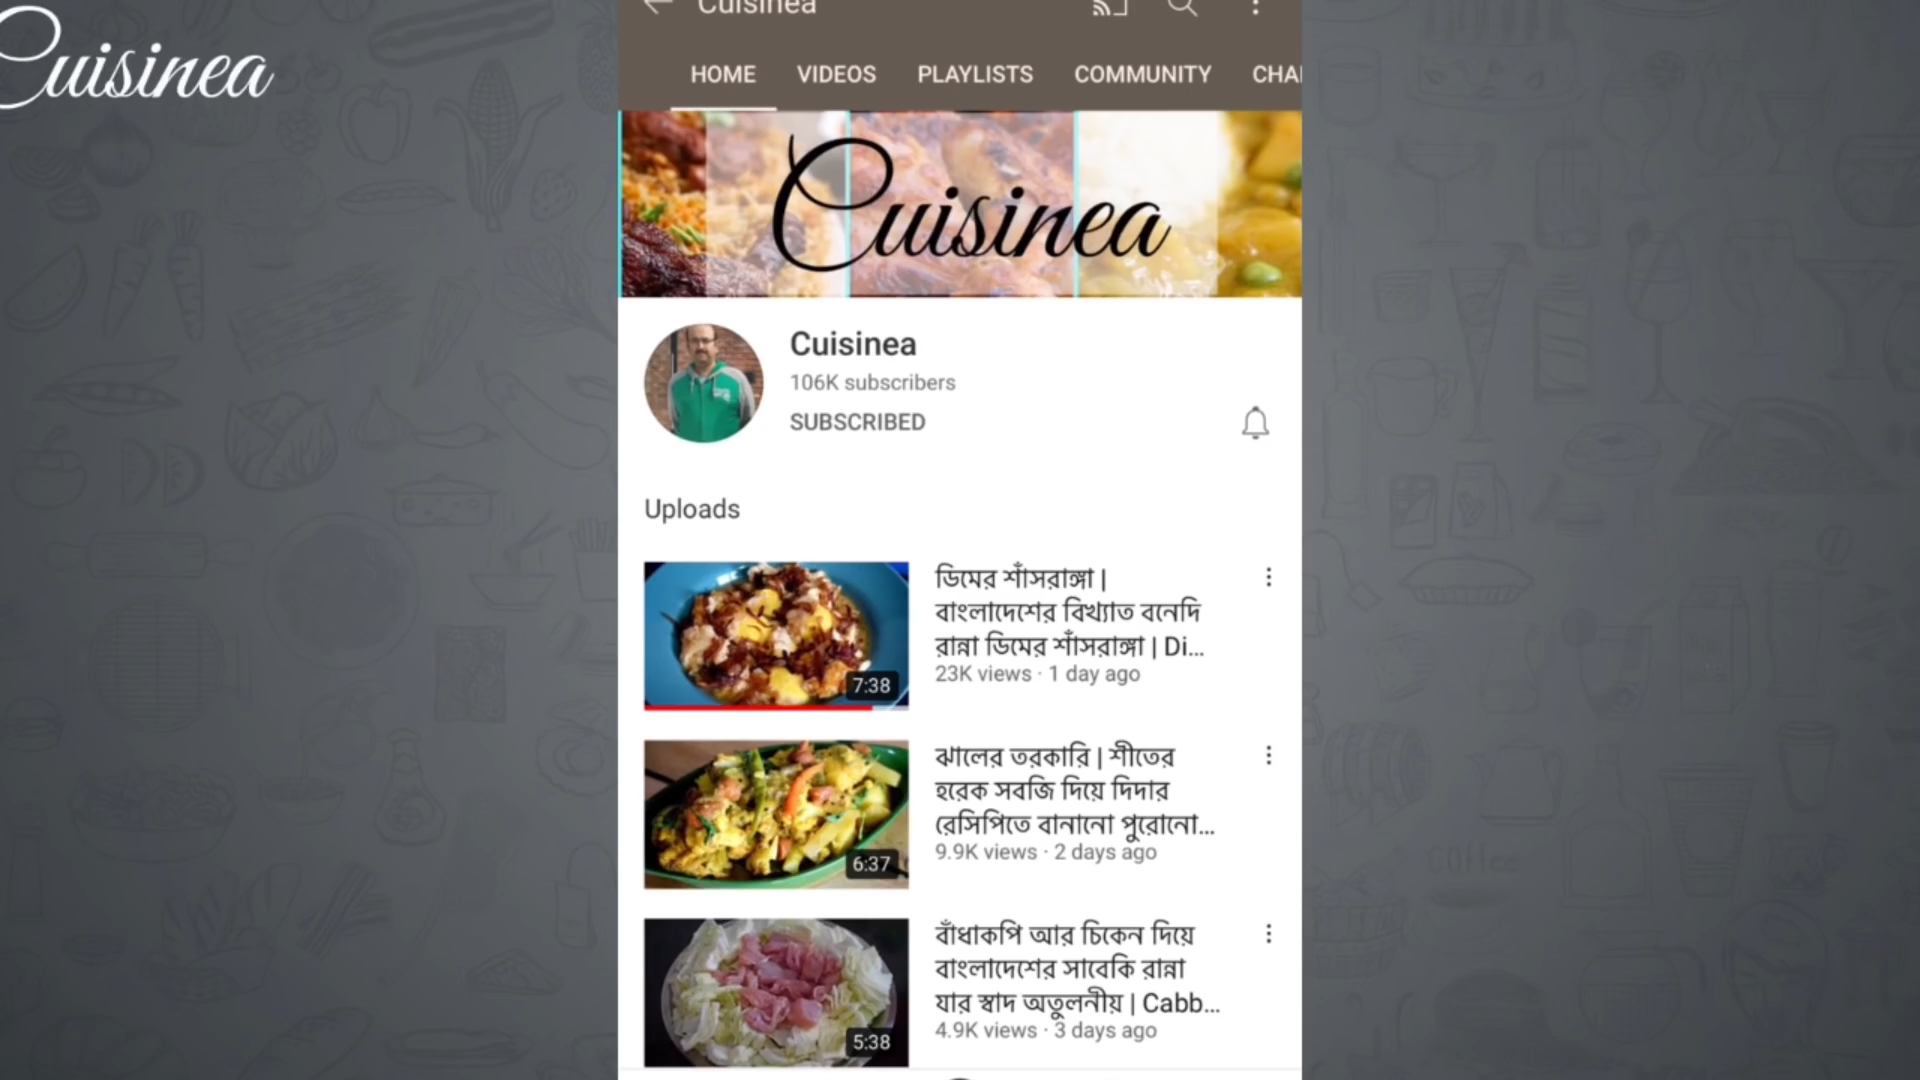 Cuisinea
Cuisinea
HOME VIDEOS PLAYLISTS COMMUNITY CHA
Cuisinea
Cuisinea
106K subscribers
SUBSCRIBED
Uploads
ডিমের শাঁসরাঙ্গা |
বাংলাদেশের বিখ্যাত বনেদি
রান্না ডিমের শাঁসরাঙ্গা | Di...
23K views · 1 day ago
7:38
ঝালের তরকারি | শীতের
হরেক সবজি দিয়ে দিদার
রেসিপিতে বানানো পুরোনো...
9.9K views · 2 days ago
6:37
বাঁধাকপি আর চিকেন দিয়ে
বাংলাদেশের সাবেকি রান্না
যার স্বাদ অতুলনীয় | Cabb...
4.9K views · 3 days ago
5:38
coffee